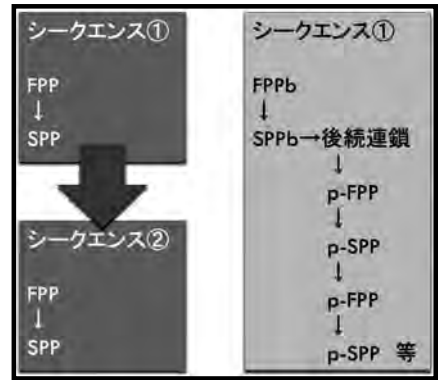 シークエンス①
FPP
↓
SPP
シークエンス②
FPP
↓
SPP
シークエンス①
FPPb
↓
SPPb→後続連鎖
↓
p-FPP
↓
p-SPP
↓
p-FPP
↓
p-SPP 等